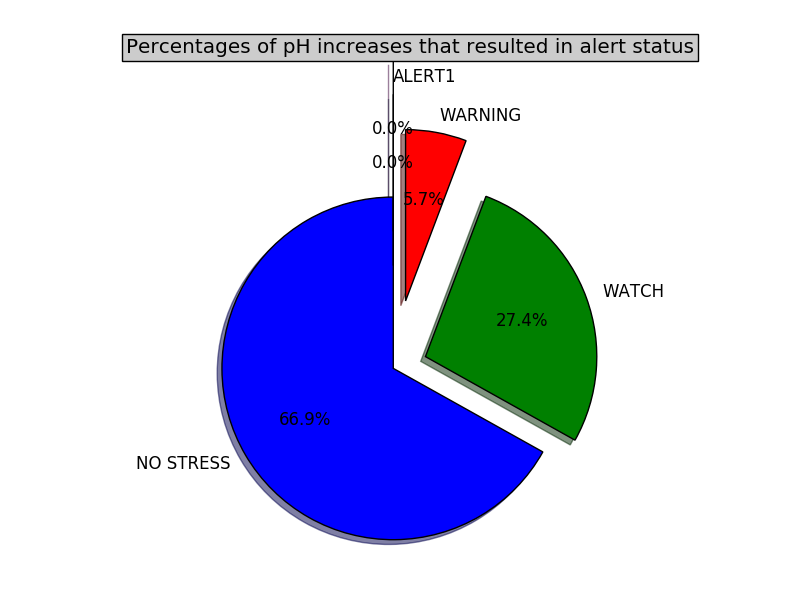 Percentages of pH increases that resulted in alert status
ALERT1
WARNING
0.0%
0.0%
5.7%
WATCH
27.4%
66.9%
NO STRESS